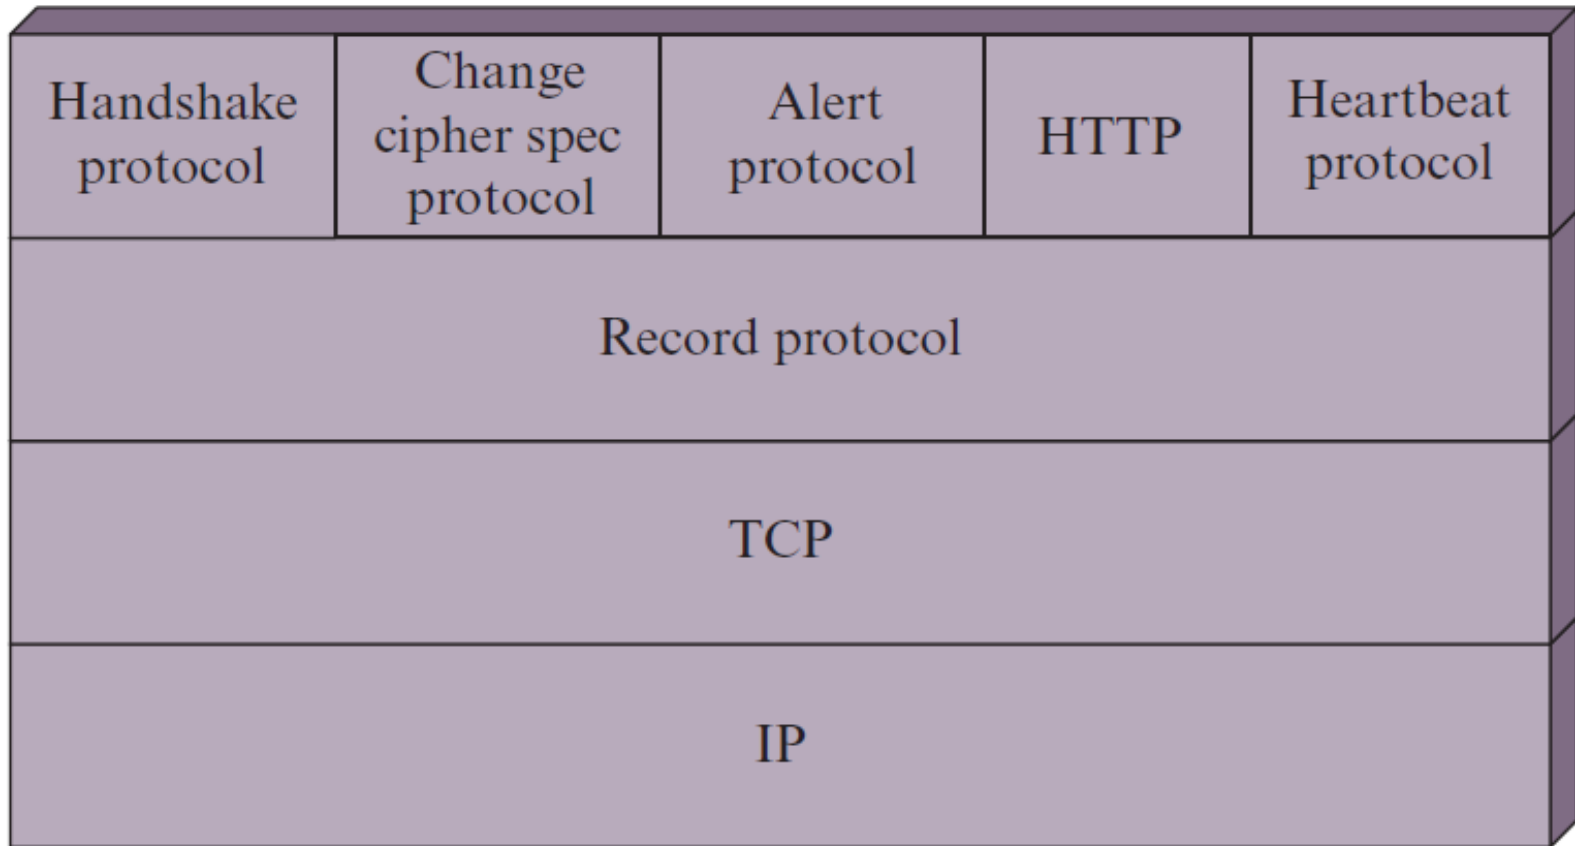 Handshake
protocol
Change
cipher spec
protocol
Alert
protocol
HTTP
Heartbeat
protocol
Record protocol
TCP
IP